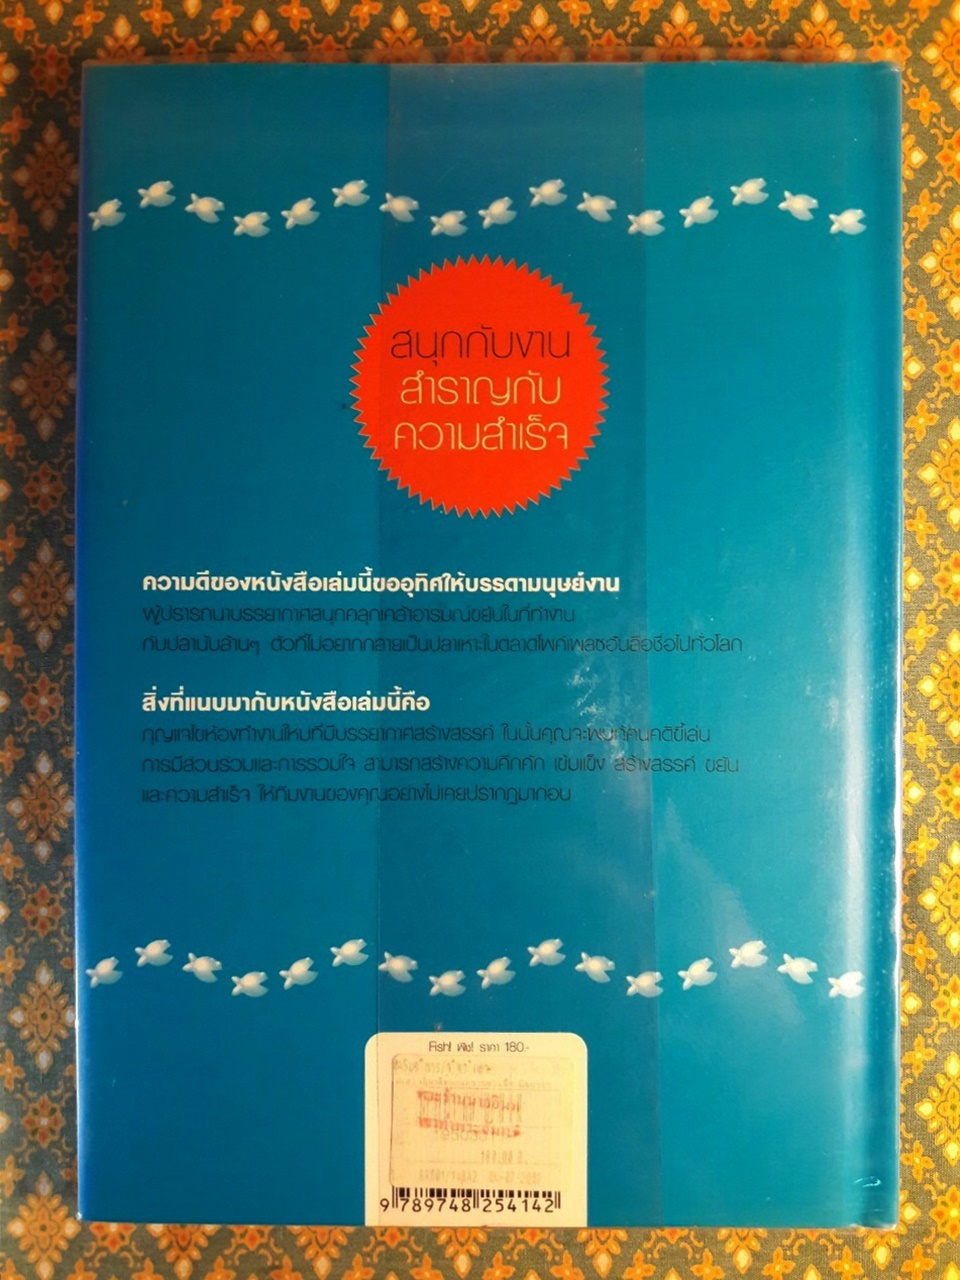 สนุกกับงาน
สำราญกับ
ความสำเร็จ
ความดีของหนังสือเล่มนี้ขออุทิศให้บรรดามนุษย์งาน
ผู้ปรารถนาบรรยากาศสนุกคลุกเคล้าอารมณ์ขยันในที่ทำงาน
กับปลานับล้านๆ ตัวที่ไม่อยากกลายเป็นปลาเหาะในตลาดไพค์เพลซอันลือชื่อไปทั่วโลก
สิ่งที่แนบมากับหนังสือเล่มนี้คือ
กุญแจไขห้องทำงานใหม่ที่มีบรรยากาศสร้างสรรค์ ในนั้นคุณจะพบทัศนคติขี้เล่น
การมีส่วนร่วมและการร่วมใจ สามารถสร้างความคึกคัก เข้มแข็ง สร้างสรรค์ ขยัน
และความสำเร็จ ให้ทีมงานของคุณอย่างไม่เคยปรากฏมาก่อน
Fish! ฟิช! ราคา 180.-
180.00 B.
9 789748 254142